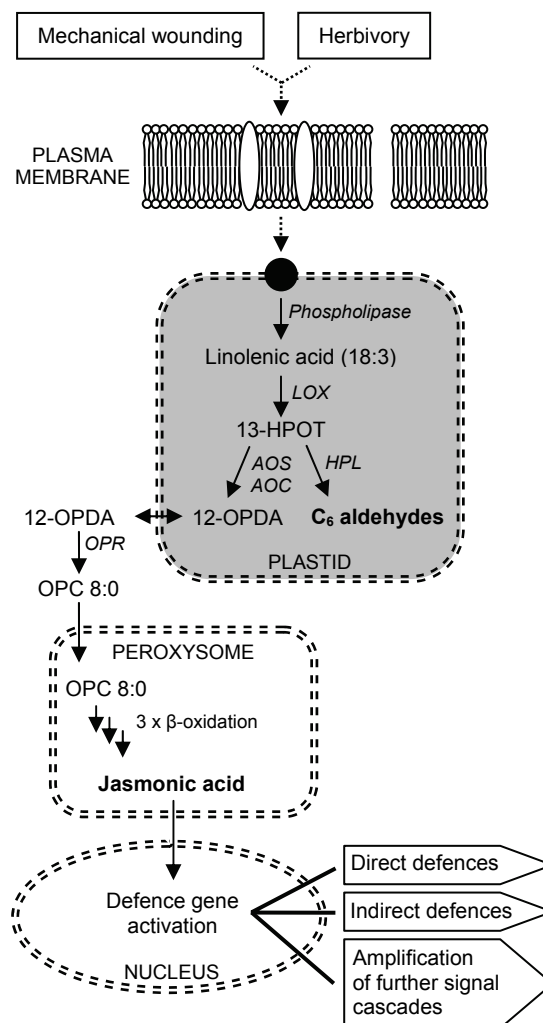 Mechanical wounding
Herbivory
PLASMA
MEMBRANE
Phospholipase
Linolenic acid (18:3)
LOX
13-HPOT
AOS
AOC
HPL
12-OPDA
12-OPDA
C₆ aldehydes
OPR
PLASTID
OPC 8:0
PEROXYSOME
OPC 8:0
3 x β-oxidation
Jasmonic acid
Defence gene
activation
NUCLEUS
Direct defences
Indirect defences
Amplification
of further signal
cascades